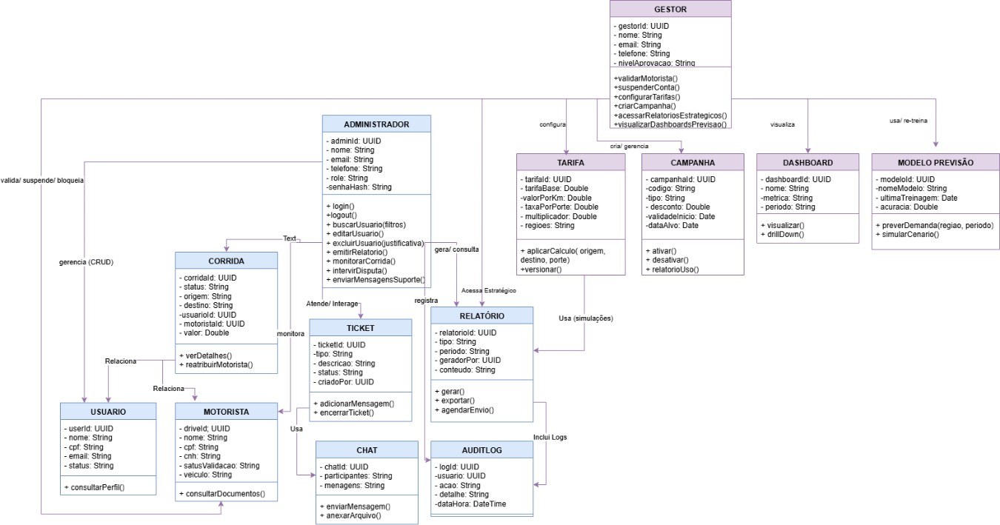 GESTOR
- gestorId: UUID
- nome: String
- email: String
- telefone: String
- nivelAprovacao: String
+validarMotorista()
+suspenderConta()
+configurarTarifas()
+criarCampanha()
+acessarRelatoriosEstrategicos()
+visualizarDashboardsPrevisao()
valida/ suspende/ bloqueia
configura
cria/ gerencia
visualiza
usa/ re-treina
ADMINISTRADOR
- adminId: UUID
- nome: String
- email: String
- telefone: String
- role: String
-senhaHash: String
+ login()
+logout()
+ buscarUsuario(filtros)
+ editarUsuario()
+ excluirUsuario(justificativa)
+ emitirRelatorio()
+ monitorarCorrida()
+ intervirDisputa()
+ enviarMensagensSuporte()
TARIFA
- tarifaId: UUID
- tarifaBase: Double
-valorPorKm: Double
- taxaPorPorte: Double
- multiplicador: Double
- regioes: String
+ aplicarCalculo( origem,
destino, porte)
+versionar()
CAMPANHA
- campanhaId: UUID
-codigo: String
-tipo: String
- desconto: Double
-validadeInicio: Date
-dataAlvo: Date
+ ativar()
+ desativar()
+ relatorioUso()
DASHBOARD
- dashboardId: UUID
- nome: String
-metrica: String
- periodo: String
+ visualizar()
+ drillDown()
MODELO PREVISÃO
- modeloId: UUID
-nomeModelo: String
- ultimaTreinagem: Date
- acuracia: Double
+ preverDemanda(regiao, periodo)
+ simularCenario()
gerencia (CRUD)
Text
monitora
Atende/ Interage
registra
gera/ consulta
Acessa Estratégico
Usa (simulações)
CORRIDA
- corridaId: UUID
- status: String
- origem: String
- destino: String
-usuarioId: UUID
- motoristaId: UUID
- valor: Double
+ verDetalhes()
+ reatribuirMotorista()
Relaciona
Relaciona
TICKET
- ticketId: UUID
-tipo: String
- descricao: String
- status: String
- criadoPor: UUID
+ adicionarMensagem()
+ encerrarTicket()
Usa
RELATÓRIO
- relatorioId: UUID
- tipo: String
- periodo: String
- geradorPor: UUID
- conteudo: String
+ gerar()
+ exportar()
+ agendarEnvio()
Inclui Logs
USUARIO
- userId: UUID
- nome: String
- cpf: String
- email: String
- status: String
+ consultarPerfil()
MOTORISTA
- driveId; UUID
- nome: String
- cpf: String
- cnh: String
- satusValidacao: String
- veiculo: String
+ consultarDocumentos()
CHAT
- chatId: UUID
- participantes: String
- menagens: String
+ enviarMensagem()
+ anexarArquivo()
AUDITLOG
- logId: UUID
-usuario: UUID
- acao: String
- detalhe: String
-dataHora: DateTime